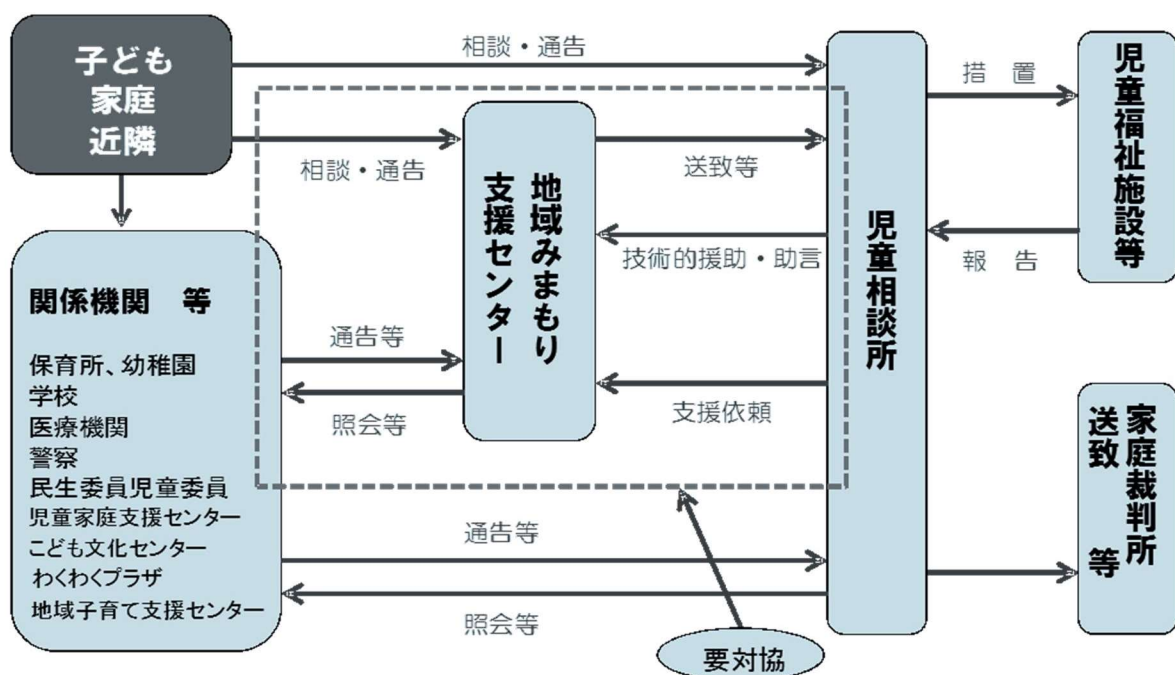 子ども
家庭
近隣
相談・通告
相談・通告
関係機関　等
保育所、幼稚園
学校
医療機関
警察
民生委員児童委員
児童家庭支援センター
こども文化センター
わくわくプラザ
地域子育て支援センター
通告等
照会等
地域みまもり
支援センター
送致等
技術的援助・助言
支援依頼
通告等
照会等
要対協
児童相談所
措　置
報　告
児童福祉施設等
家庭裁判所
送致　等